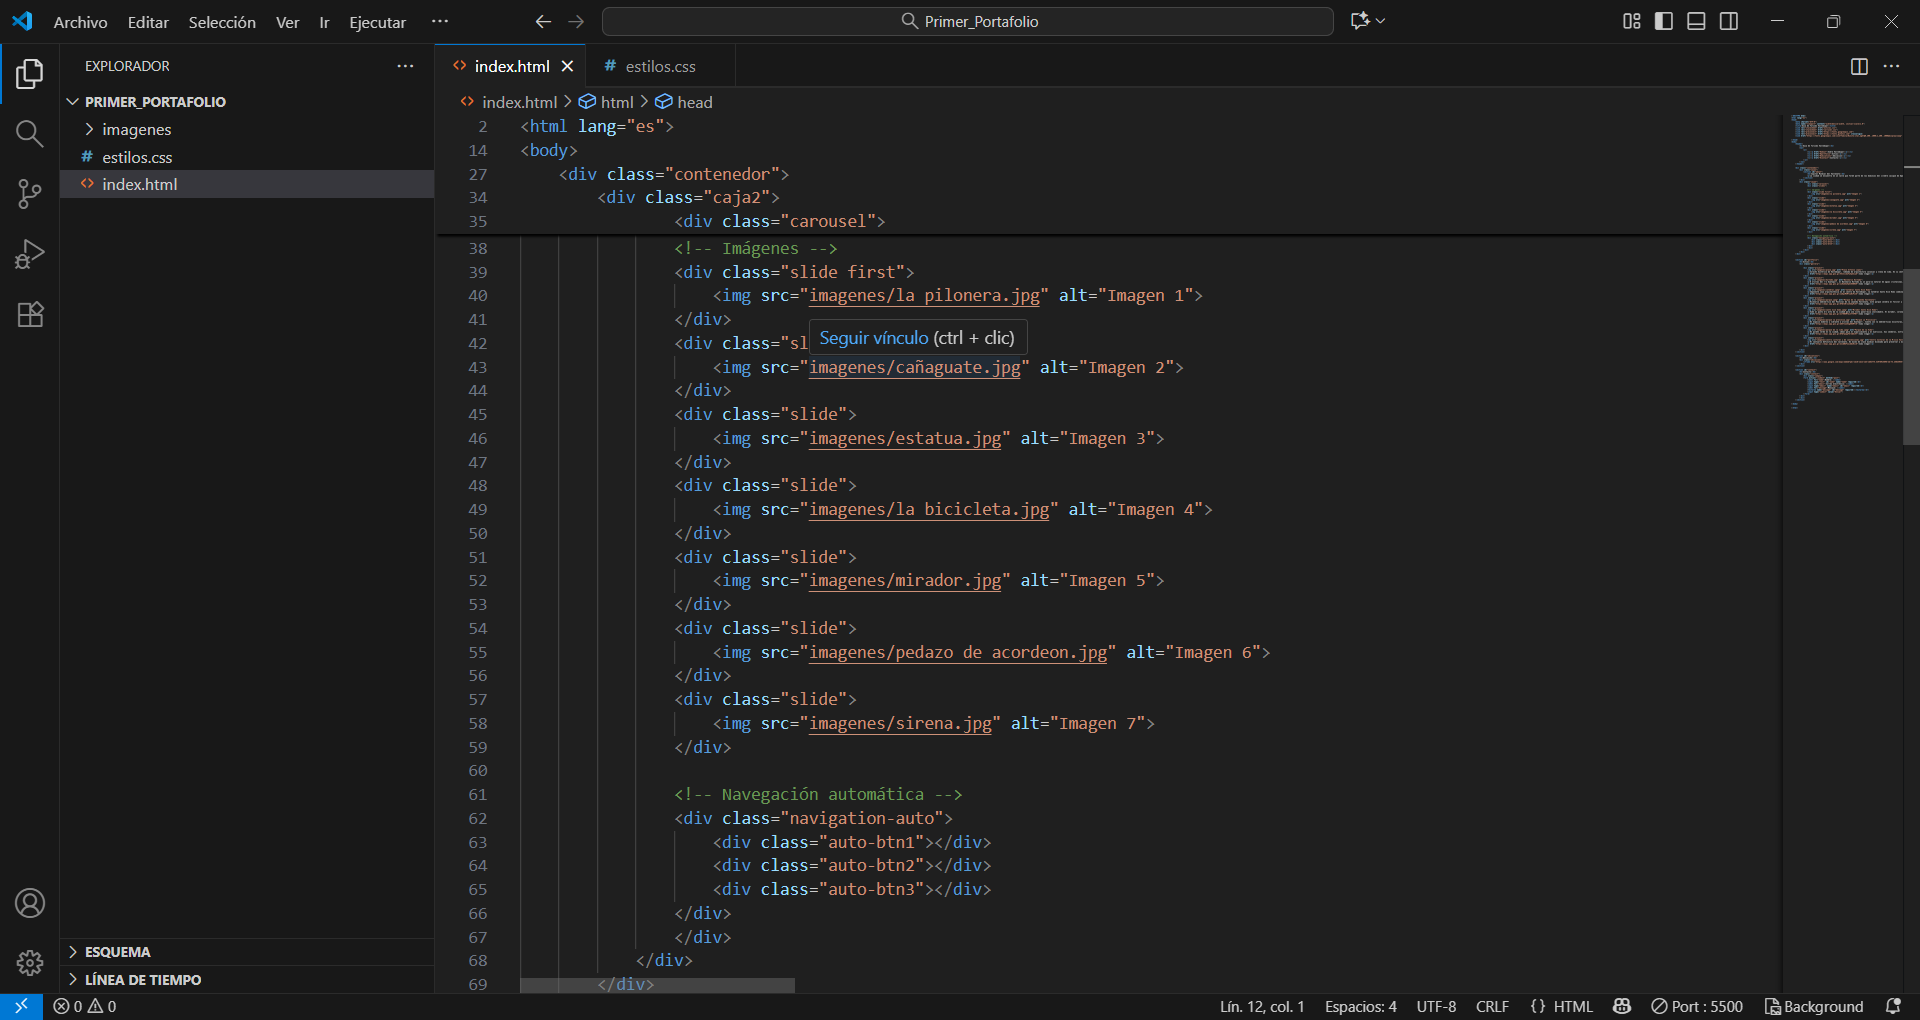 Archivo Editar Selección Ver Ir Ejecutar ··· Primer_Portafolio
EXPLORADOR ···
PRIMER_PORTAFOLIO
imagenes
# estilos.css
<> index.html
<> index.html × # estilos.css
<> index.html > html > head
2 <html lang="es">
14 <body>
27 <div class="contenedor">
34 <div class="caja2">
35 <div class="carousel">
38 <!-- Imágenes -->
39 <div class="slide first">
40 <img src="imagenes/la pilonera.jpg" alt="Imagen 1">
41 </div>
Seguir vínculo (ctrl + clic)
42 <div class="sl
43 <img src="imagenes/cañaguate.jpg" alt="Imagen 2">
44 </div>
45 <div class="slide">
46 <img src="imagenes/estatua.jpg" alt="Imagen 3">
47 </div>
48 <div class="slide">
49 <img src="imagenes/la bicicleta.jpg" alt="Imagen 4">
50 </div>
51 <div class="slide">
52 <img src="imagenes/mirador.jpg" alt="Imagen 5">
53 </div>
54 <div class="slide">
55 <img src="imagenes/pedazo de acordeon.jpg" alt="Imagen 6">
56 </div>
57 <div class="slide">
58 <img src="imagenes/sirena.jpg" alt="Imagen 7">
59 </div>
60
61 <!-- Navegación automática -->
62 <div class="navigation-auto">
63 <div class="auto-btn1"></div>
64 <div class="auto-btn2"></div>
65 <div class="auto-btn3"></div>
66 </div>
67 </div>
68 </div>
69 </div>
ESQUEMA
LÍNEA DE TIEMPO
0 0 Lín. 12, col. 1 Espacios: 4 UTF-8 CRLF {} HTML Port : 5500 Background